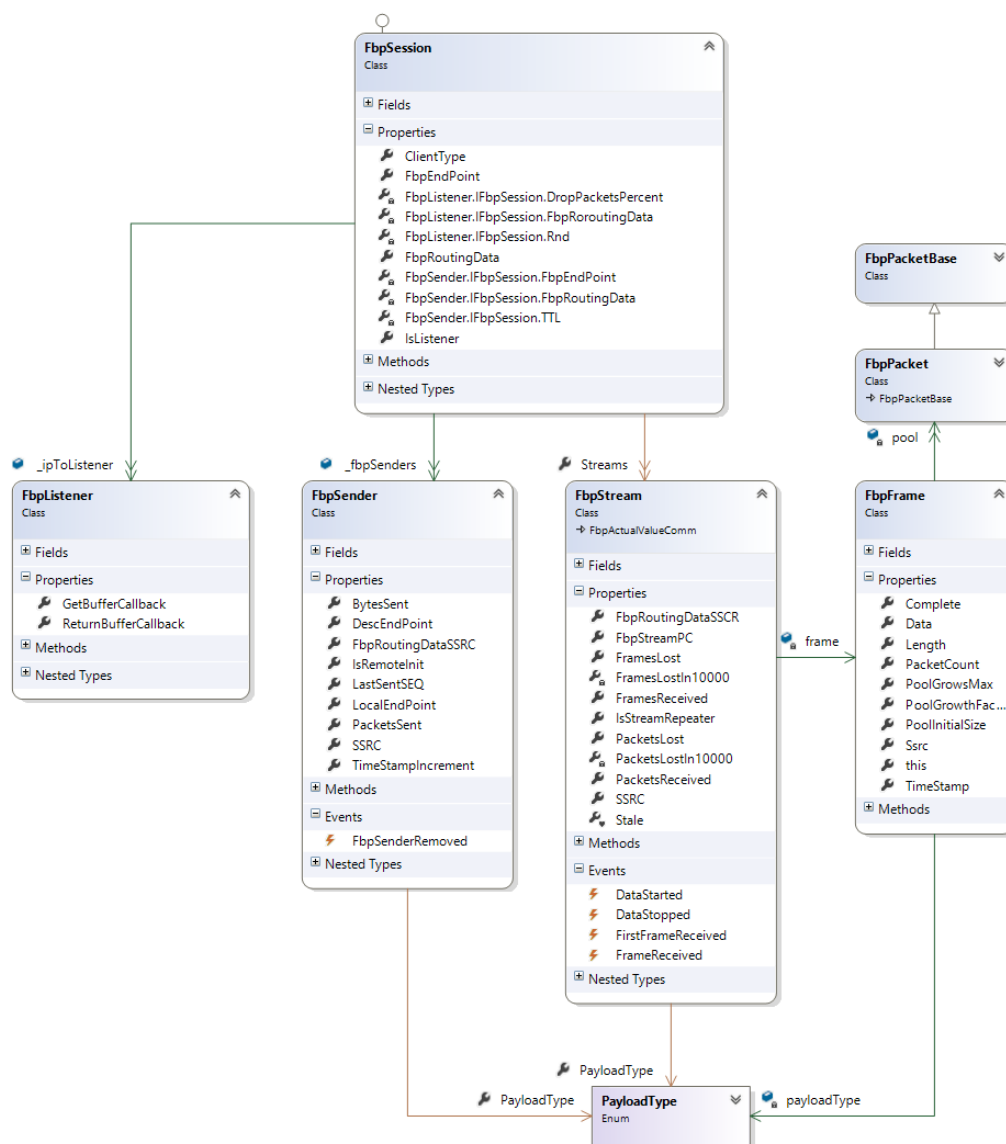 FbpSession
Class
Fields
Properties
ClientType
FbpEndPoint
FbpListener.IFbpSession.DropPacketsPercent
FbpListener.IFbpSession.FbpRoroutingData
FbpListener.IFbpSession.Rnd
FbpRoutingData
FbpSender.IFbpSession.FbpEndPoint
FbpSender.IFbpSession.FbpRoutingData
FbpSender.IFbpSession.TTL
IsListener
Methods
Nested Types
FbpPacketBase
Class
FbpPacket
Class
FbpPacketBase
pool
_ipToListener
_fbpSenders
Streams
FbpListener
Class
Fields
Properties
GetBufferCallback
ReturnBufferCallback
Methods
Nested Types
FbpSender
Class
Fields
Properties
BytesSent
DescEndPoint
FbpRoutingDataSSRC
IsRemoteInit
LastSentSEQ
LocalEndPoint
PacketsSent
SSRC
TimeStampIncrement
Methods
Events
FbpSenderRemoved
Nested Types
FbpStream
Class
FbpActualValueComm
Fields
Properties
FbpRoutingDataSSCR
FbpStreamPC
FramesLost
FramesLostIn10000
FramesReceived
IsStreamRepeater
PacketsLost
PacketsLostIn10000
PacketsReceived
SSRC
Stale
Methods
Events
DataStarted
DataStopped
FirstFrameReceived
FrameReceived
Nested Types
frame
FbpFrame
Class
Fields
Properties
Complete
Data
Length
PacketCount
PoolGrowsMax
PoolGrowthFac...
PoolInitialSize
Ssrc
this
TimeStamp
Methods
PayloadType
PayloadType
payloadType
PayloadType
Enum